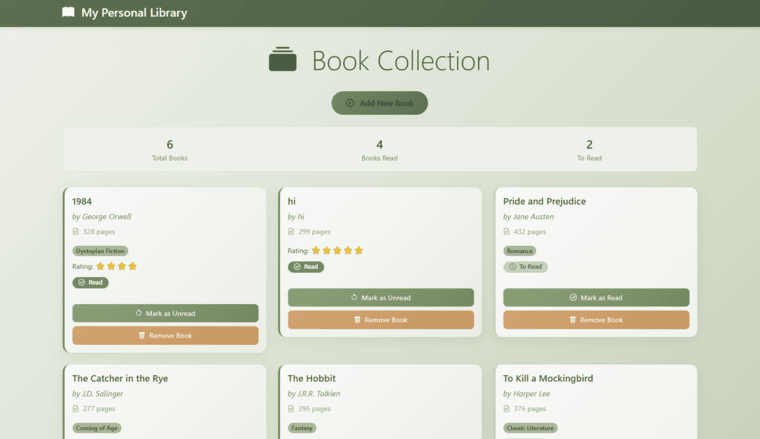 My Personal Library
Book Collection
Add New Book
6
Total Books
4
Books Read
2
To Read
1984
by George Orwell
328 pages
Dystopian Fiction
Rating:
Read
Mark as Unread
Remove Book
hi
by hi
299 pages
Rating:
Read
Mark as Unread
Remove Book
Pride and Prejudice
by Jane Austen
432 pages
Romance
To Read
Mark as Read
Remove Book
The Catcher in the Rye
by J.D. Salinger
277 pages
Coming of Age
The Hobbit
by J.R.R. Tolkien
295 pages
Fantasy
To Kill a Mockingbird
by Harper Lee
376 pages
Classic Literature